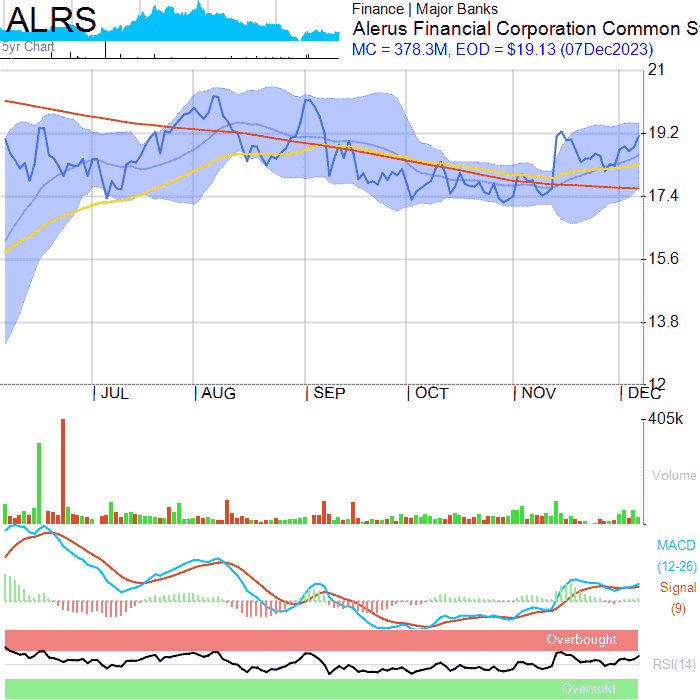 ALRS
5yr Chart
Finance | Major Banks
Alerus Financial Corporation Common S
MC = 378.3M, EOD = $19.13 (07Dec2023)
21
19.2
17.4
15.6
13.8
12
JUL AUG SEP OCT NOV DEC
405k
Volume
MACD
(12-26)
Signal
(9)
Overbought
RSI(14)
Oversold